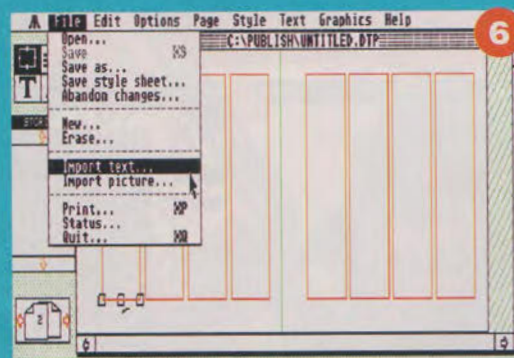 File Edit Options Page Style Text Graphics Help
C:\PUBLISH\UNTITLED.DTP
6
Open...
Save ⌘S
Save as...
Save style sheet...
Abandon changes...
New...
Erase...
Import text...
Import picture...
Print... ⌘P
Status...
Quit... ⌘Q
T
2